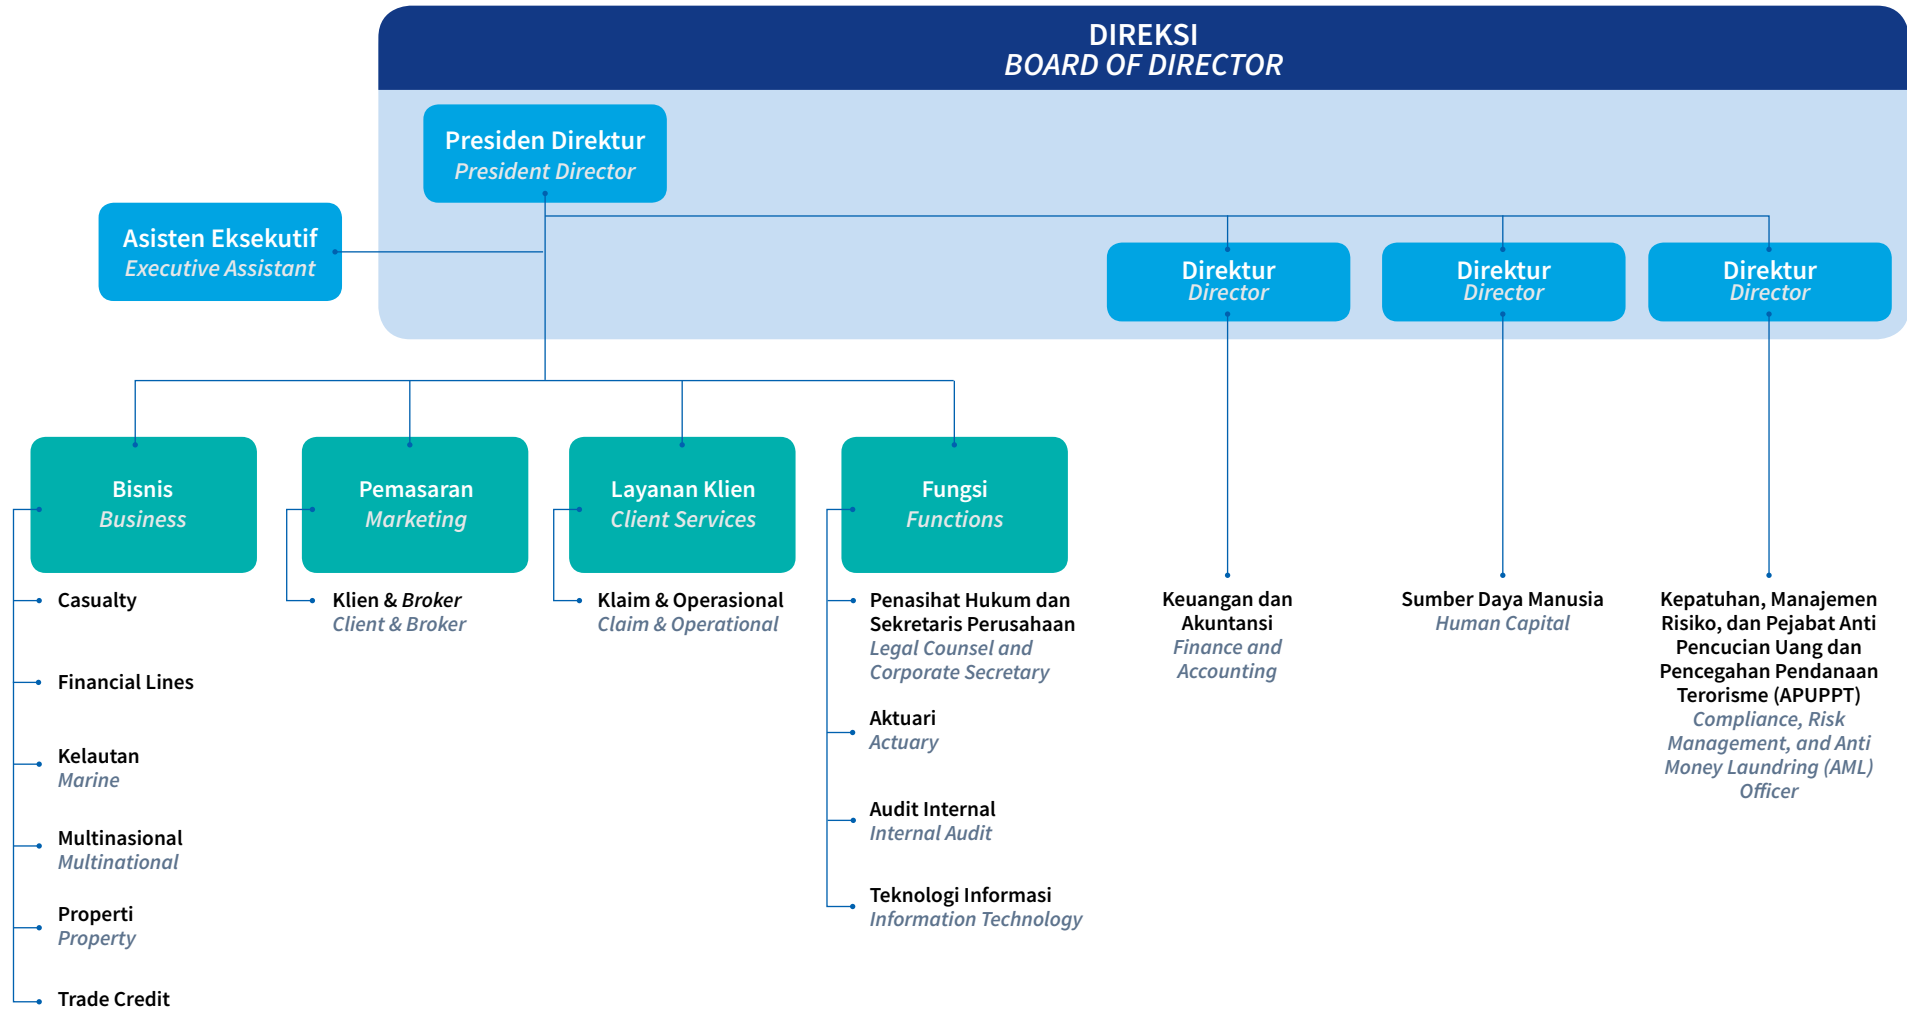 DIREKSI
BOARD OF DIRECTOR
Presiden Direktur
President Director
Asisten Eksekutif
Executive Assistant
Direktur
Director
Direktur
Director
Direktur
Director
Bisnis
Business
Pemasaran
Marketing
Layanan Klien
Client Services
Fungsi
Functions
Casualty
Financial Lines
Kelautan
Marine
Multinasional
Multinational
Properti
Property
Trade Credit
Klien & Broker
Client & Broker
Klaim & Operasional
Claim & Operational
Penasihat Hukum dan
Sekretaris Perusahaan
Legal Counsel and
Corporate Secretary
Aktuari
Actuary
Audit Internal
Internal Audit
Teknologi Informasi
Information Technology
Keuangan dan
Akuntansi
Finance and
Accounting
Sumber Daya Manusia
Human Capital
Kepatuhan, Manajemen
Risiko, dan Pejabat Anti
Pencucian Uang dan
Pencegahan Pendanaan
Terorisme (APUPPT)
Compliance, Risk
Management, and Anti
Money Laundring (AML)
Officer